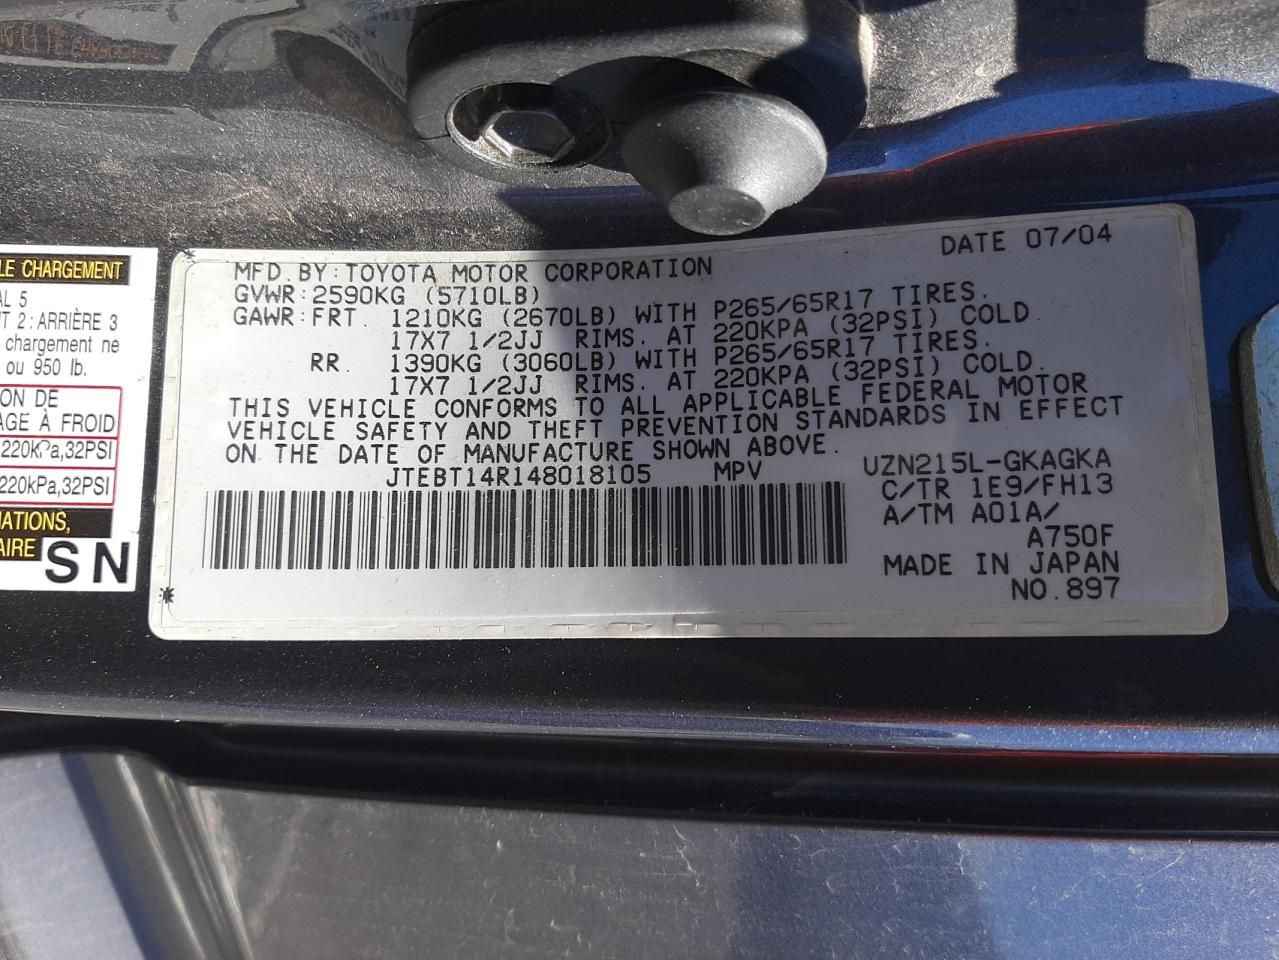 LE CHARGEMENT
AL 5
T 2: ARRIÈRE 3
chargement ne
ou 950 lb.
ON DE
AGE À FROID
220kPa,32PSI
220kPa,32PSI
MATIONS,
AIRE
SN
DATE 07/04
MFD. BY: TOYOTA MOTOR CORPORATION
GVWR: 2590KG (5710LB)
GAWR: FRT. 1210KG (2670LB) WITH P265/65R17 TIRES.
17X7 1/2JJ RIMS. AT 220KPA (32PSI) COLD.
RR. 1390KG (3060LB) WITH P265/65R17 TIRES.
17X7 1/2JJ RIMS. AT 220KPA (32PSI) COLD.
THIS VEHICLE CONFORMS TO ALL APPLICABLE FEDERAL MOTOR
VEHICLE SAFETY AND THEFT PREVENTION STANDARDS IN EFFECT
ON THE DATE OF MANUFACTURE SHOWN ABOVE.
JTEBT14R148018105 MPV
UZN215L-GKAGKA
C/TR 1E9/FH13
A/TM A01A/
A750F
MADE IN JAPAN
NO. 897